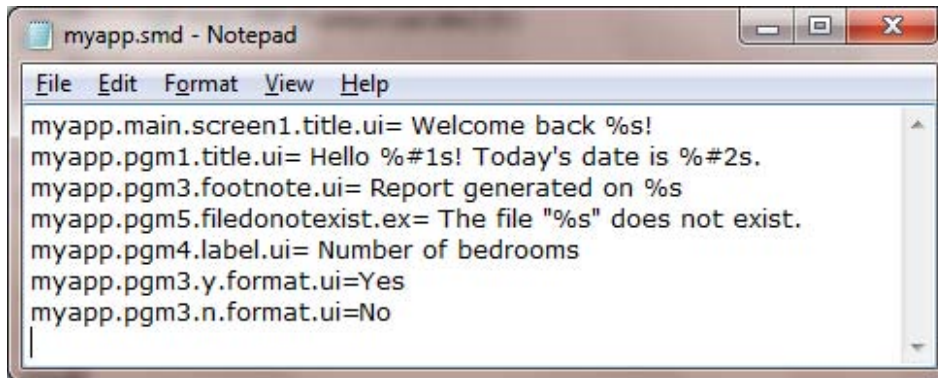 myapp.smd - Notepad
File Edit Format View Help
myapp.main.screen1.title.ui= Welcome back %s!
myapp.pgm1.title.ui= Hello %#1s! Today's date is %#2s.
myapp.pgm3.footnote.ui= Report generated on %s
myapp.pgm5.filedonotexist.ex= The file "%s" does not exist.
myapp.pgm4.label.ui= Number of bedrooms
myapp.pgm3.y.format.ui=Yes
myapp.pgm3.n.format.ui=No